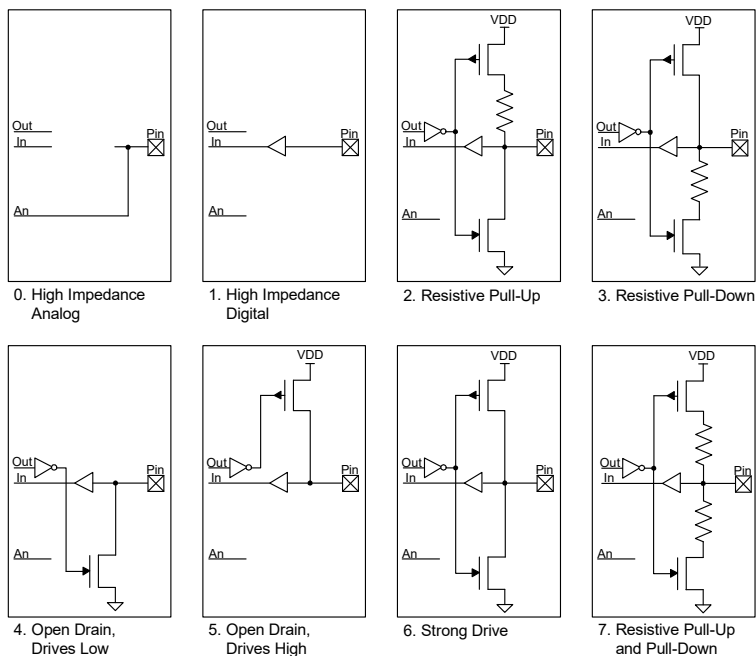 VDD
VDD
Out
In
Pin
An
Out
In
Pin
An
Out
In
Pin
An
Out
In
Pin
An
0. High Impedance
Analog
1. High Impedance
Digital
2. Resistive Pull-Up
3. Resistive Pull-Down
VDD
VDD
VDD
Out
In
Pin
An
Out
In
Pin
An
Out
In
Pin
An
Out
In
Pin
An
4. Open Drain,
Drives Low
5. Open Drain,
Drives High
6. Strong Drive
7. Resistive Pull-Up
and Pull-Down